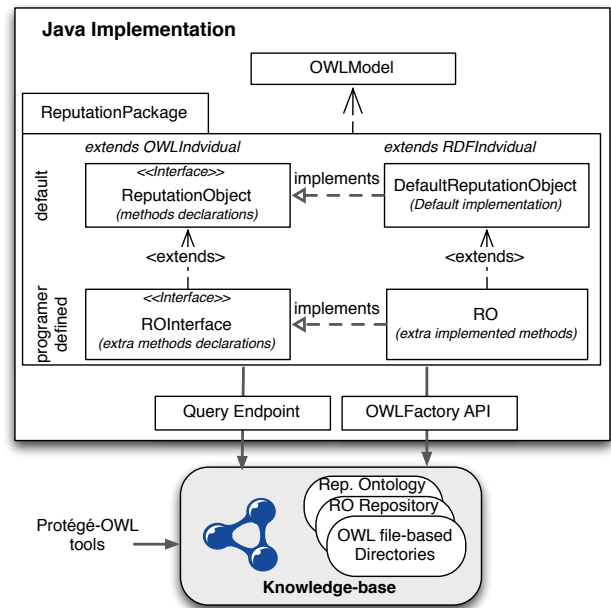 Java Implementation
OWLModel
ReputationPackage
extends OWLIndvidual
extends RDFIndvidual
default
<<Interface>>
ReputationObject
(methods declarations)
implements
DefaultReputationObject
(Default implementation)
<extends>
<extends>
programer
defined
<<Interface>>
ROInterface
(extra methods declarations)
implements
RO
(extra implemented methods)
Query Endpoint
OWLFactory API
Protégé-OWL
tools
Rep. Ontology
RO Repository
OWL file-based
Directories
Knowledge-base